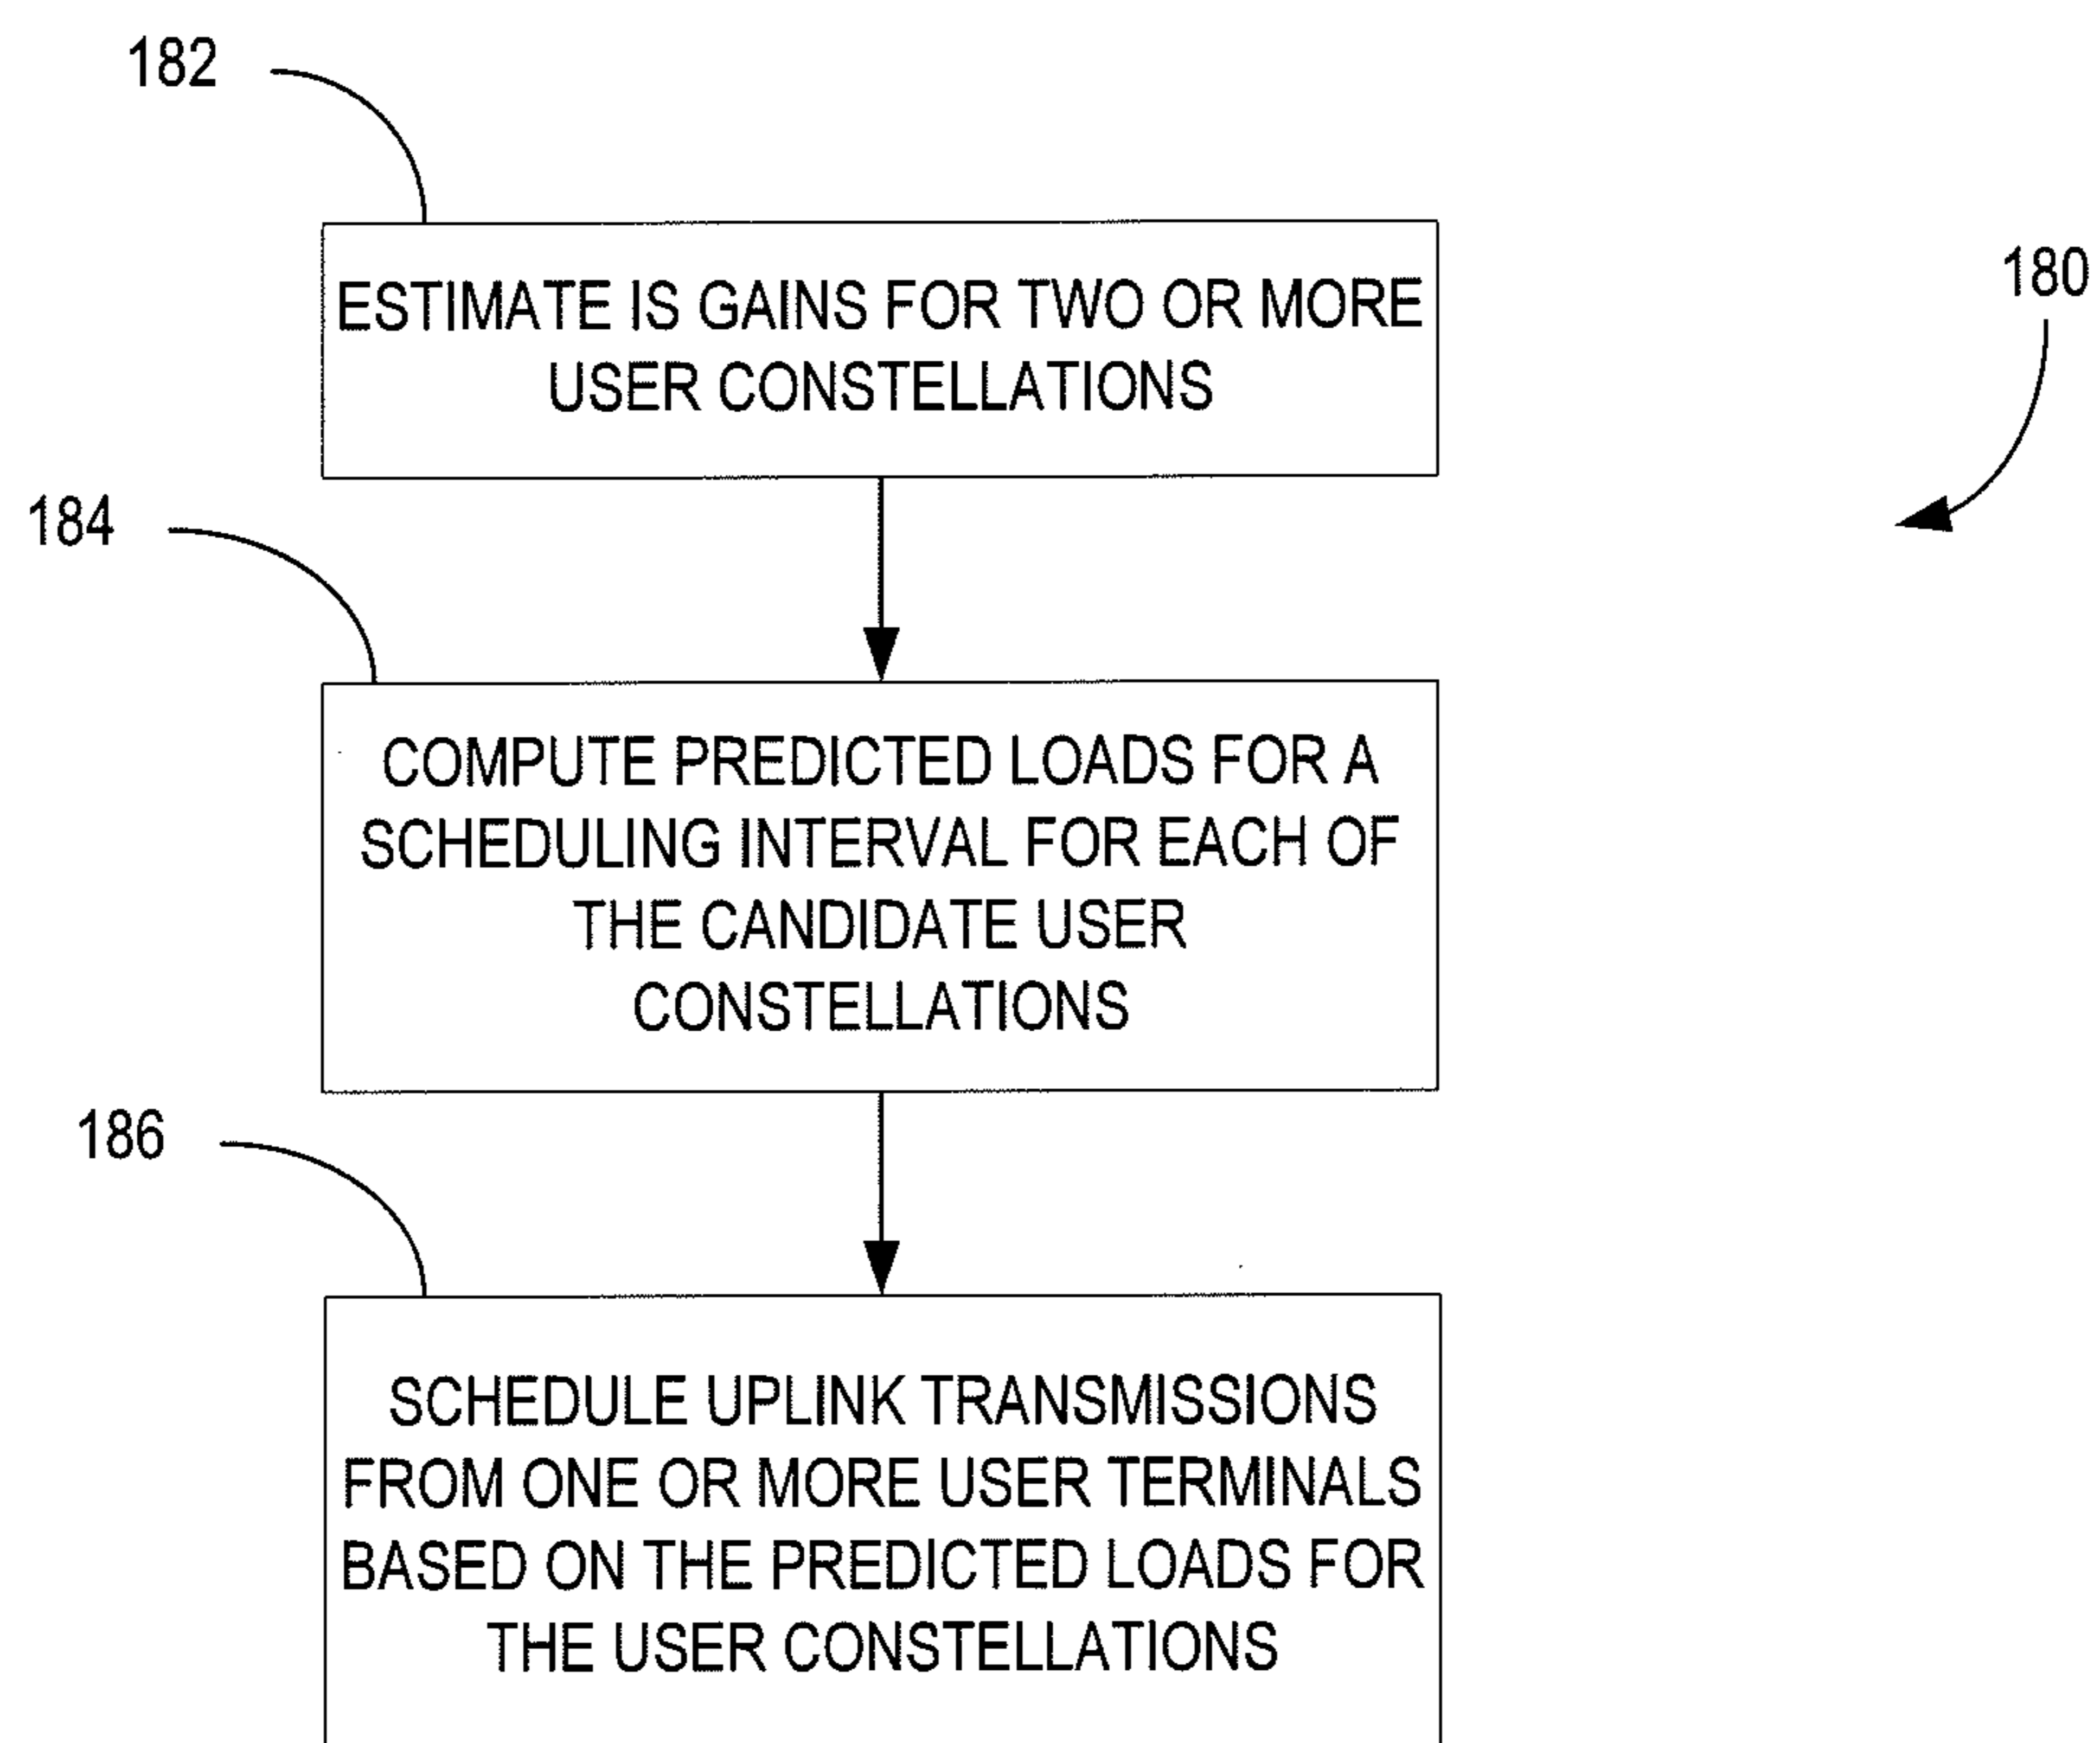 182
ESTIMATE IS GAINS FOR TWO OR MORE
USER CONSTELLATIONS
180
184
COMPUTE PREDICTED LOADS FOR A
SCHEDULING INTERVAL FOR EACH OF
THE CANDIDATE USER
CONSTELLATIONS
186
SCHEDULE UPLINK TRANSMISSIONS
FROM ONE OR MORE USER TERMINALS
BASED ON THE PREDICTED LOADS FOR
THE USER CONSTELLATIONS